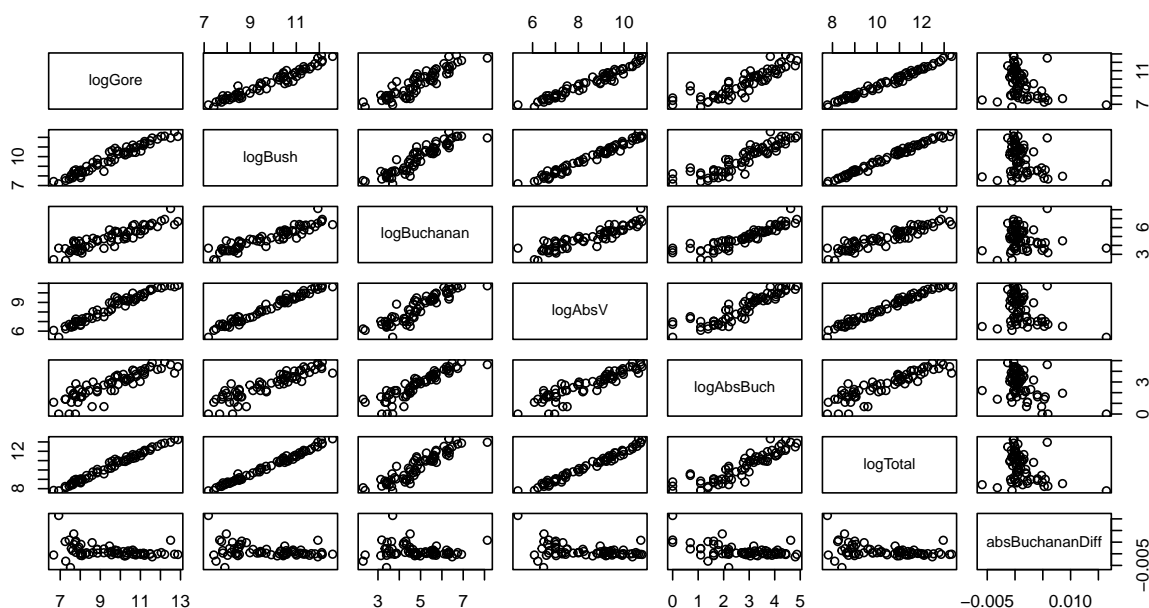 7 9 11
6 8 10
8 10 12
logGore
7 11
7 10
logBush
logBuchanan
3 6
6 9
logAbsV
logAbsBuch
0 3
8 12
logTotal
absBuchananDiff
−0.005
7 9 11 13
3 5 7
0 1 2 3 4 5
−0.005 0.010